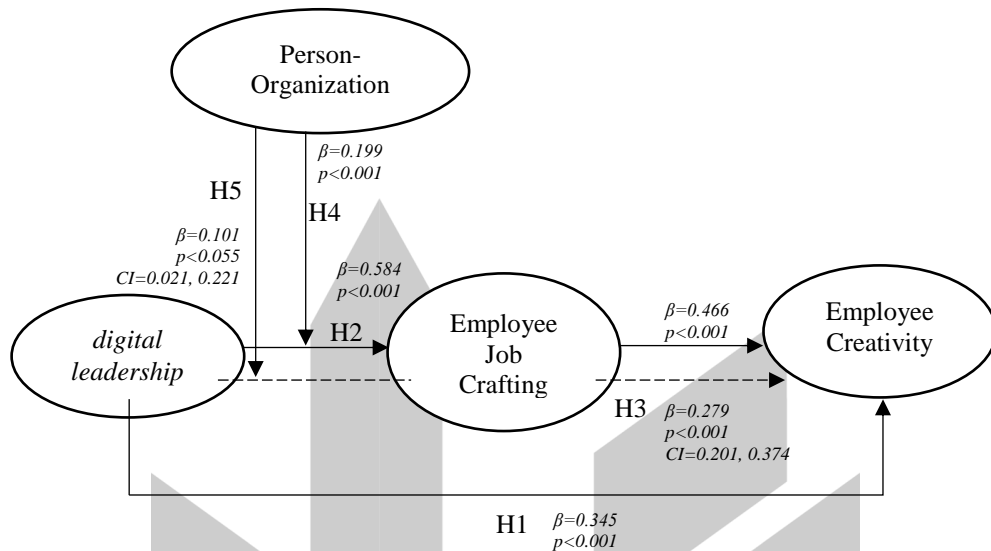 Person-
Organization
β=0.199
p<0.001
H5
H4
β=0.101
p<0.055
CI=0.021, 0.221
β=0.584
p<0.001
digital
leadership
H2
Employee
Job
Crafting
β=0.466
p<0.001
Employee
Creativity
H3
β=0.279
p<0.001
CI=0.201, 0.374
H1
β=0.345
p<0.001